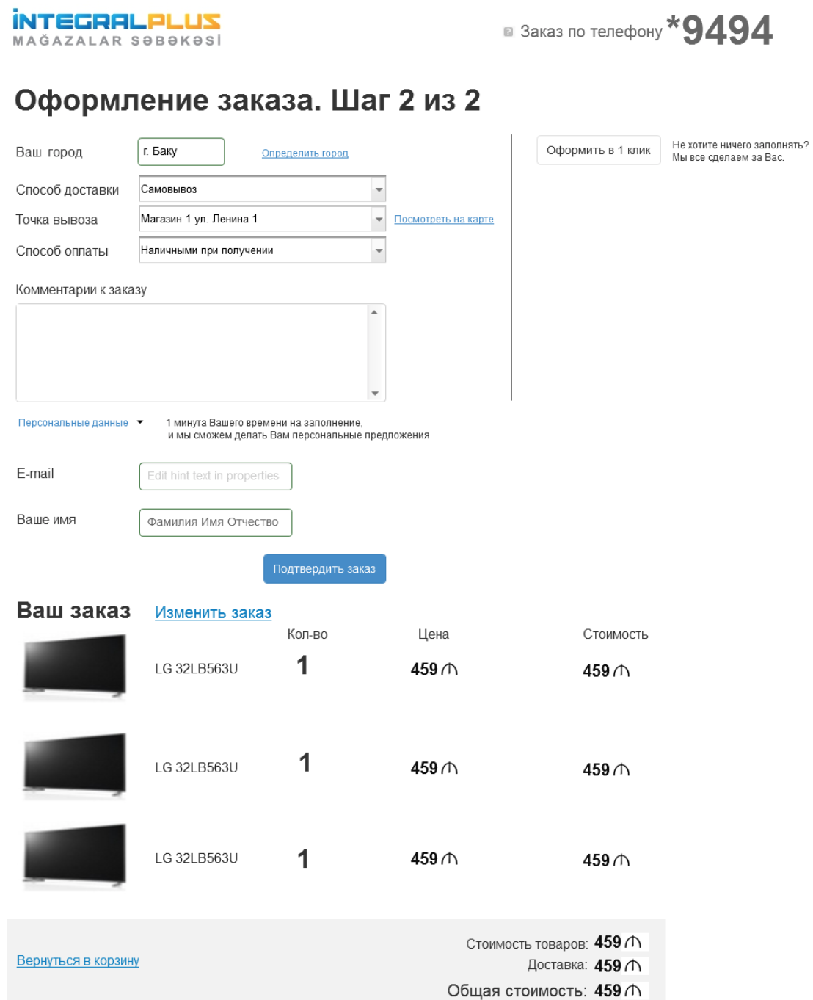 İNTEGRALPLUS
MAĞAZALAR ŞƏBƏKƏSİ
? Заказ по телефону *9494
Оформление заказа. Шаг 2 из 2
Ваш город
г. Баку
Определить город
Оформить в 1 клик
Не хотите ничего заполнять?
Мы все сделаем за Вас.
Способ доставки
Самовывоз
Точка вывоза
Магазин 1 ул. Ленина 1
Посмотреть на карте
Способ оплаты
Наличными при получении
Комментарии к заказу
Персональные данные
1 минута Вашего времени на заполнение,
и мы сможем делать Вам персональные предложения
E-mail
Edit hint text in properties
Ваше имя
Фамилия Имя Отчество
Подтвердить заказ
Ваш заказ
Изменить заказ
Кол-во Цена Стоимость
LG 32LB563U 1 459 ₼ 459 ₼
LG 32LB563U 1 459 ₼ 459 ₼
LG 32LB563U 1 459 ₼ 459 ₼
Вернуться в корзину
Стоимость товаров: 459 ₼
Доставка: 459 ₼
Общая стоимость: 459 ₼